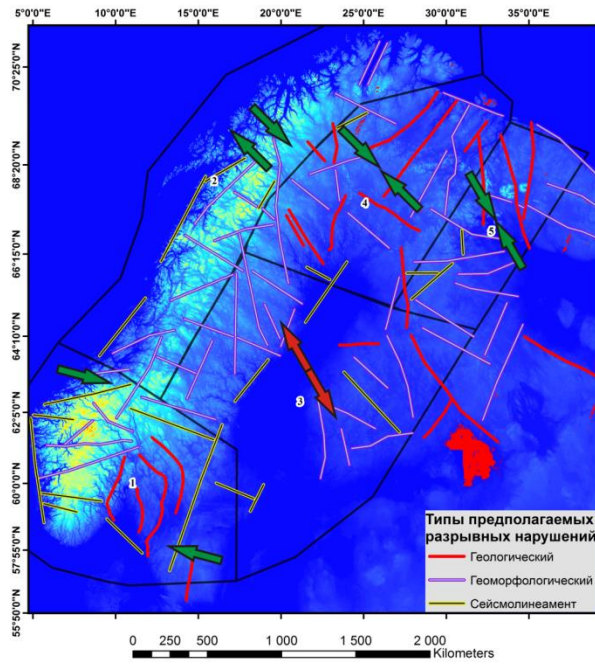 5°0'0"E 10°0'0"E 15°0'0"E 20°0'0"E 25°0'0"E 30°0'0"E 35°0'0"E
70°25'0"N
68°20'0"N
66°15'0"N
64°10'0"N
62°5'0"N
60°0'0"N
57°55'0"N
55°50'0"N
2
4
5
3
1
Типы предполагаемых
разрывных нарушений
Геологический
Геоморфологический
Сейсмолинеамент
0 250 500 1 000 1 500 2 000
Kilometers